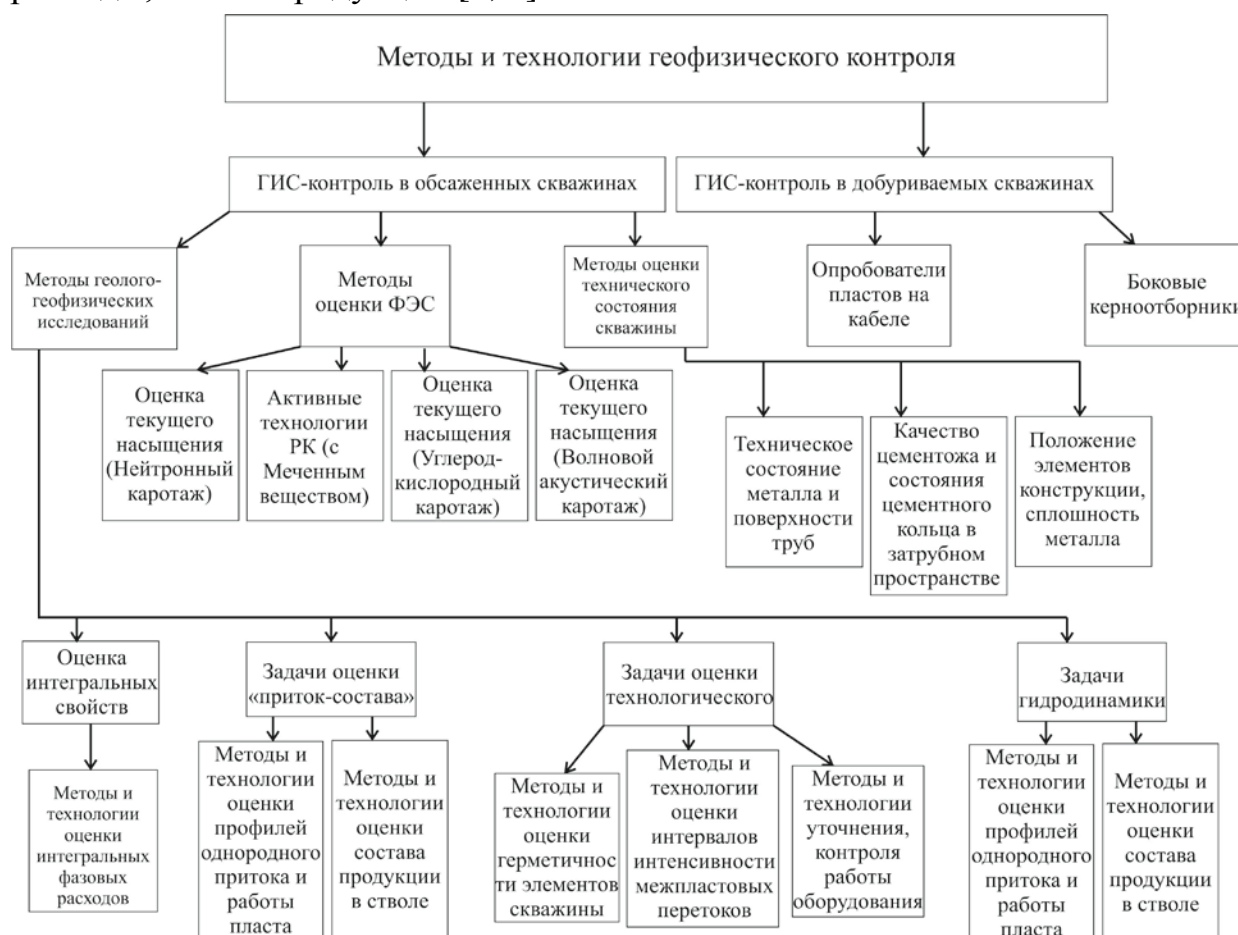 Методы и технологии геофизического контроля
ГИС-контроль в обсаженных скважинах
ГИС-контроль в добуриваемых скважинах
Методы геолого-
геофизических
исследований
Методы
оценки ФЭС
Методы оценки
технического
состояния
скважины
Опробователи
пластов на
кабеле
Боковые
керноотборники
Оценка
текущего
насыщения
(Нейтронный
каротаж)
Активные
технологии
РК (с
Меченным
веществом)
Оценка
текущего
насыщения
(Углерод-
кислородный
каротаж)
Оценка
текущего
насыщения
(Волновой
акустический
каротаж)
Техническое
состояние
металла и
поверхности
труб
Качество
цементожа и
состояния
цементного
кольца в
затрубном
пространстве
Положение
элементов
конструкции,
сплошность
металла
Оценка
интегральных
свойств
Задачи оценки
«приток-состава»
Задачи оценки
технологического
Задачи
гидродинамики
Методы и
технологии
оценки
интегральных
фазовых
расходов
Методы и
технологии
оценки
профилей
однородного
притока и
работы
пласта
Методы и
технологии
оценки
состава
продукции
в стволе
Методы и
технологии
оценки
герметичнос
ти элементов
скважины
Методы и
технологии
оценки
интервалов
интенсивности
межпластовых
перетоков
Методы и
технологии
уточнения,
контроля
работы
оборудования
Методы и
технологии
оценки
профилей
однородного
притока и
работы
пласта
Методы и
технологии
оценки
состава
продукции
в стволе